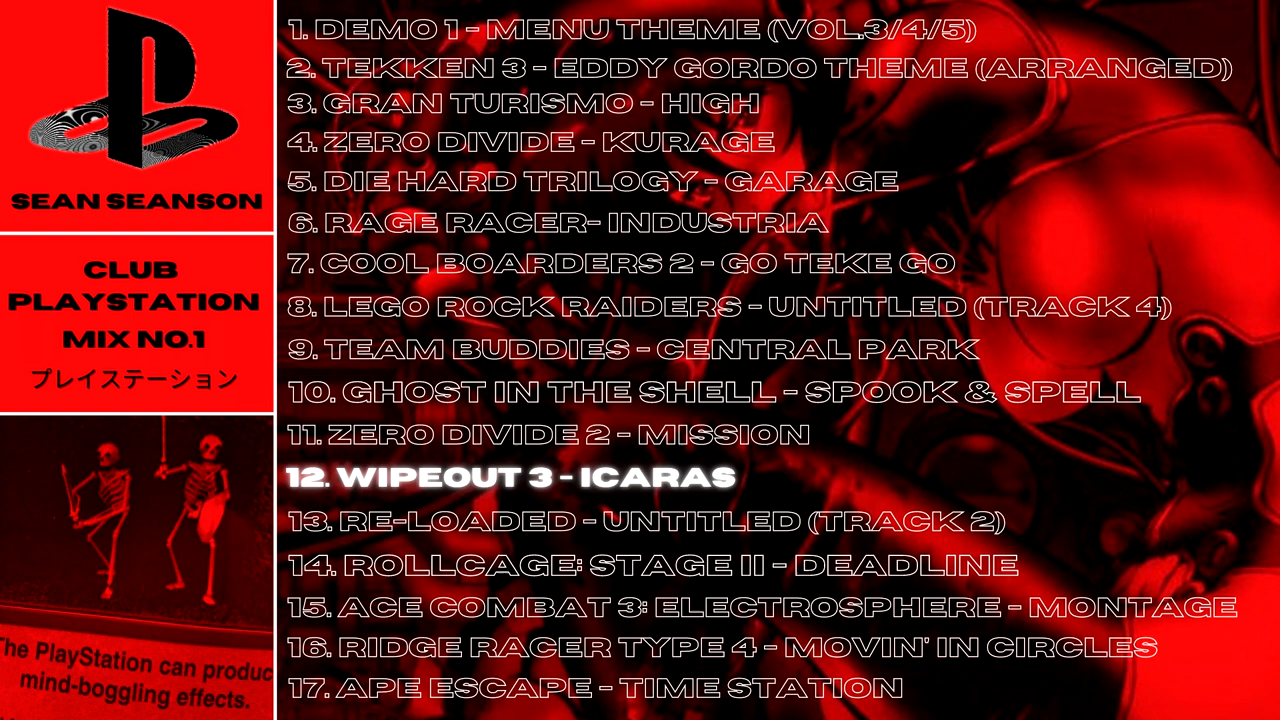 SEAN SEANSON
CLUB
PLAYSTATION
MIX NO.1
プレイステーション
The PlayStation can produc
mind-boggling effects.
1. DEMO 1 - MENU THEME (VOL.3/4/5)
2. TEKKEN 3 - EDDY GORDO THEME (ARRANGED)
3. GRAN TURISMO - HIGH
4. ZERO DIVIDE - KURAGE
5. DIE HARD TRILOGY - GARAGE
6. RAGE RACER- INDUSTRIA
7. COOL BOARDERS 2 - GO TEKE GO
8. LEGO ROCK RAIDERS - UNTITLED (TRACK 4)
9. TEAM BUDDIES - CENTRAL PARK
10. GHOST IN THE SHELL - SPOOK & SPELL
11. ZERO DIVIDE 2 - MISSION
12. WIPEOUT 3 - ICARAS
13. RE-LOADED - UNTITLED (TRACK 2)
14. ROLLCAGE: STAGE II - DEADLINE
15. ACE COMBAT 3: ELECTROSPHERE - MONTAGE
16. RIDGE RACER TYPE 4 - MOVIN' IN CIRCLES
17. APE ESCAPE - TIME STATION